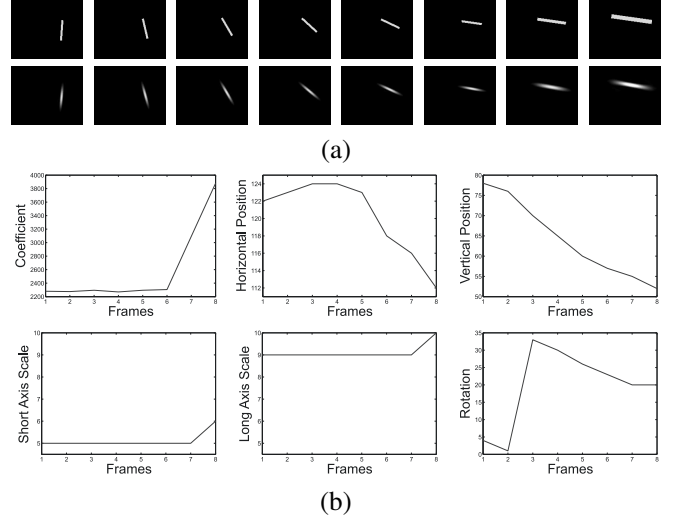 (a)
4000
3800
3600
3400
3200
3000
2800
2600
2400
2200
Coefficient
1 2 3 4 5 6 7 8
Frames
124
122
120
118
116
114
112
Horizontal Position
1 2 3 4 5 6 7 8
Frames
80
75
70
65
60
55
50
Vertical Position
1 2 3 4 5 6 7 8
Frames
10
9
8
7
6
5
Short Axis Scale
1 2 3 4 5 6 7 8
Frames
10
9
8
7
6
5
Long Axis Scale
1 2 3 4 5 6 7 8
Frames
35
30
25
20
15
10
5
0
Rotation
1 2 3 4 5 6 7 8
Frames
(b)